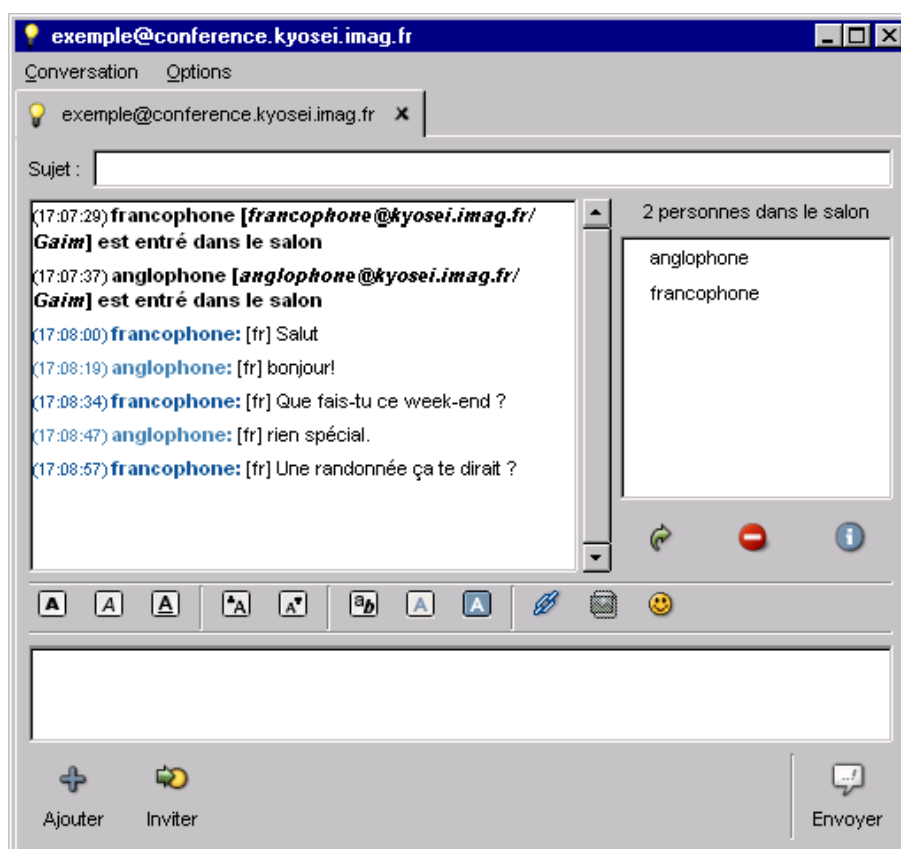 exemple@conference.kyosei.imag.fr
Conversation Options
exemple@conference.kyosei.imag.fr
Sujet :
(17:07:29) francophone [francophone@kyosei.imag.fr/
Gaim] est entré dans le salon
(17:07:37) anglophone [anglophone@kyosei.imag.fr/
Gaim] est entré dans le salon
(17:08:00) francophone: [fr] Salut
(17:08:19) anglophone: [fr] bonjour!
(17:08:34) francophone: [fr] Que fais-tu ce week-end ?
(17:08:47) anglophone: [fr] rien spécial.
(17:08:57) francophone: [fr] Une randonnée ça te dirait ?
2 personnes dans le salon
anglophone
francophone
Ajouter Inviter Envoyer